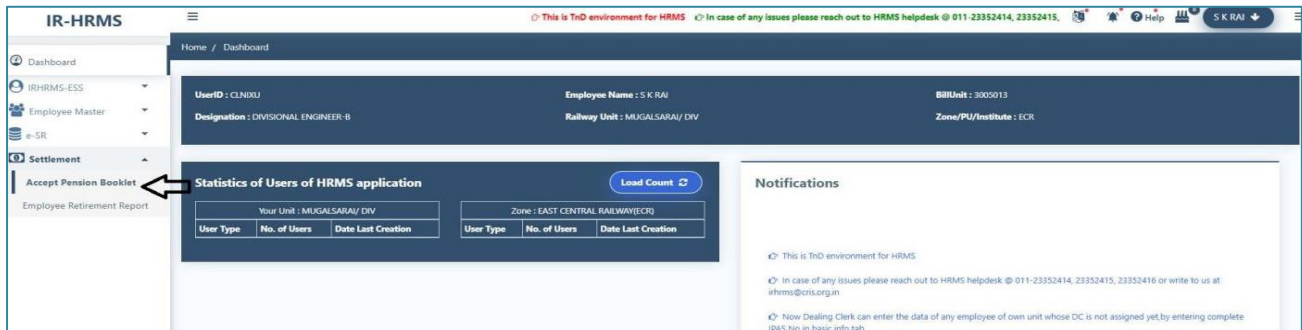 IR-HRMS
This is TnD environment for HRMS In case of any issues please reach out to HRMS helpdesk @ 011-23352414, 23352415,
Help
S K RAI
Home / Dashboard
Dashboard
IRHRMS-ESS
Employee Master
e-SR
Settlement
Accept Pension Booklet
Employee Retirement Report
UserID : CLNIXU
Employee Name : S K RAI
BillUnit : 3005013
Designation : DIVISIONAL ENGINEER-B
Railway Unit : MUGALSARAI/ DIV
Zone/PU/Institute : ECR
Statistics of Users of HRMS application
Load Count
Your Unit : MUGALSARAI/ DIV
User Type No. of Users Date Last Creation
Zone : EAST CENTRAL RAILWAY(ECR)
User Type No. of Users Date Last Creation
Notifications
This is TnD environment for HRMS
In case of any issues please reach out to HRMS helpdesk @ 011-23352414, 23352415, 23352416 or write to us at
irhrms@cris.org.in
Now Dealing Clerk can enter the data of any employee of own unit whose DC is not assigned yet,by entering complete
IPAS No in basic info tab